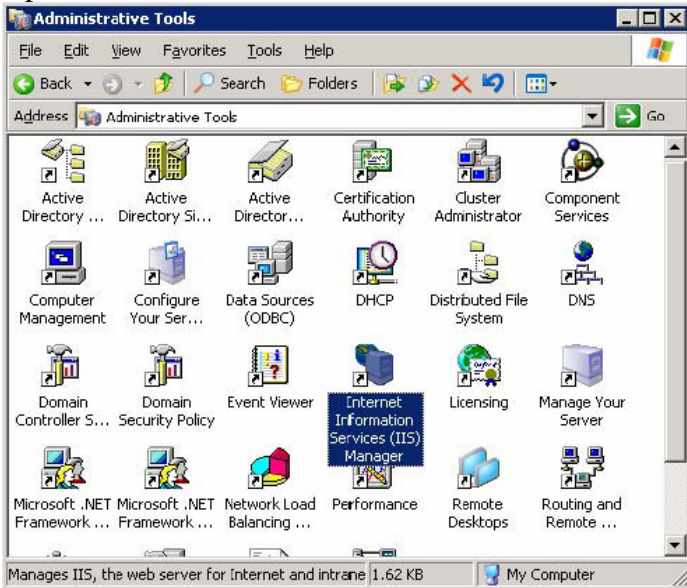 Administrative Tools
File Edit View Favorites Tools Help
Back Search Folders
Address Administrative Tools Go
Active Directory ...
Active Directory Si...
Active Director...
Certification Authority
Cluster Administrator
Component Services
Computer Management
Configure Your Ser...
Data Sources (ODBC)
DHCP
Distributed File System
DNS
Domain Controller S...
Domain Security Policy
Event Viewer
Internet Information Services (IIS) Manager
Licensing
Manage Your Server
Microsoft .NET Framework ...
Microsoft .NET Framework ...
Network Load Balancing ...
Performance
Remote Desktops
Routing and Remote ...
Manages IIS, the web server for Internet and intrane 1.62 KB My Computer